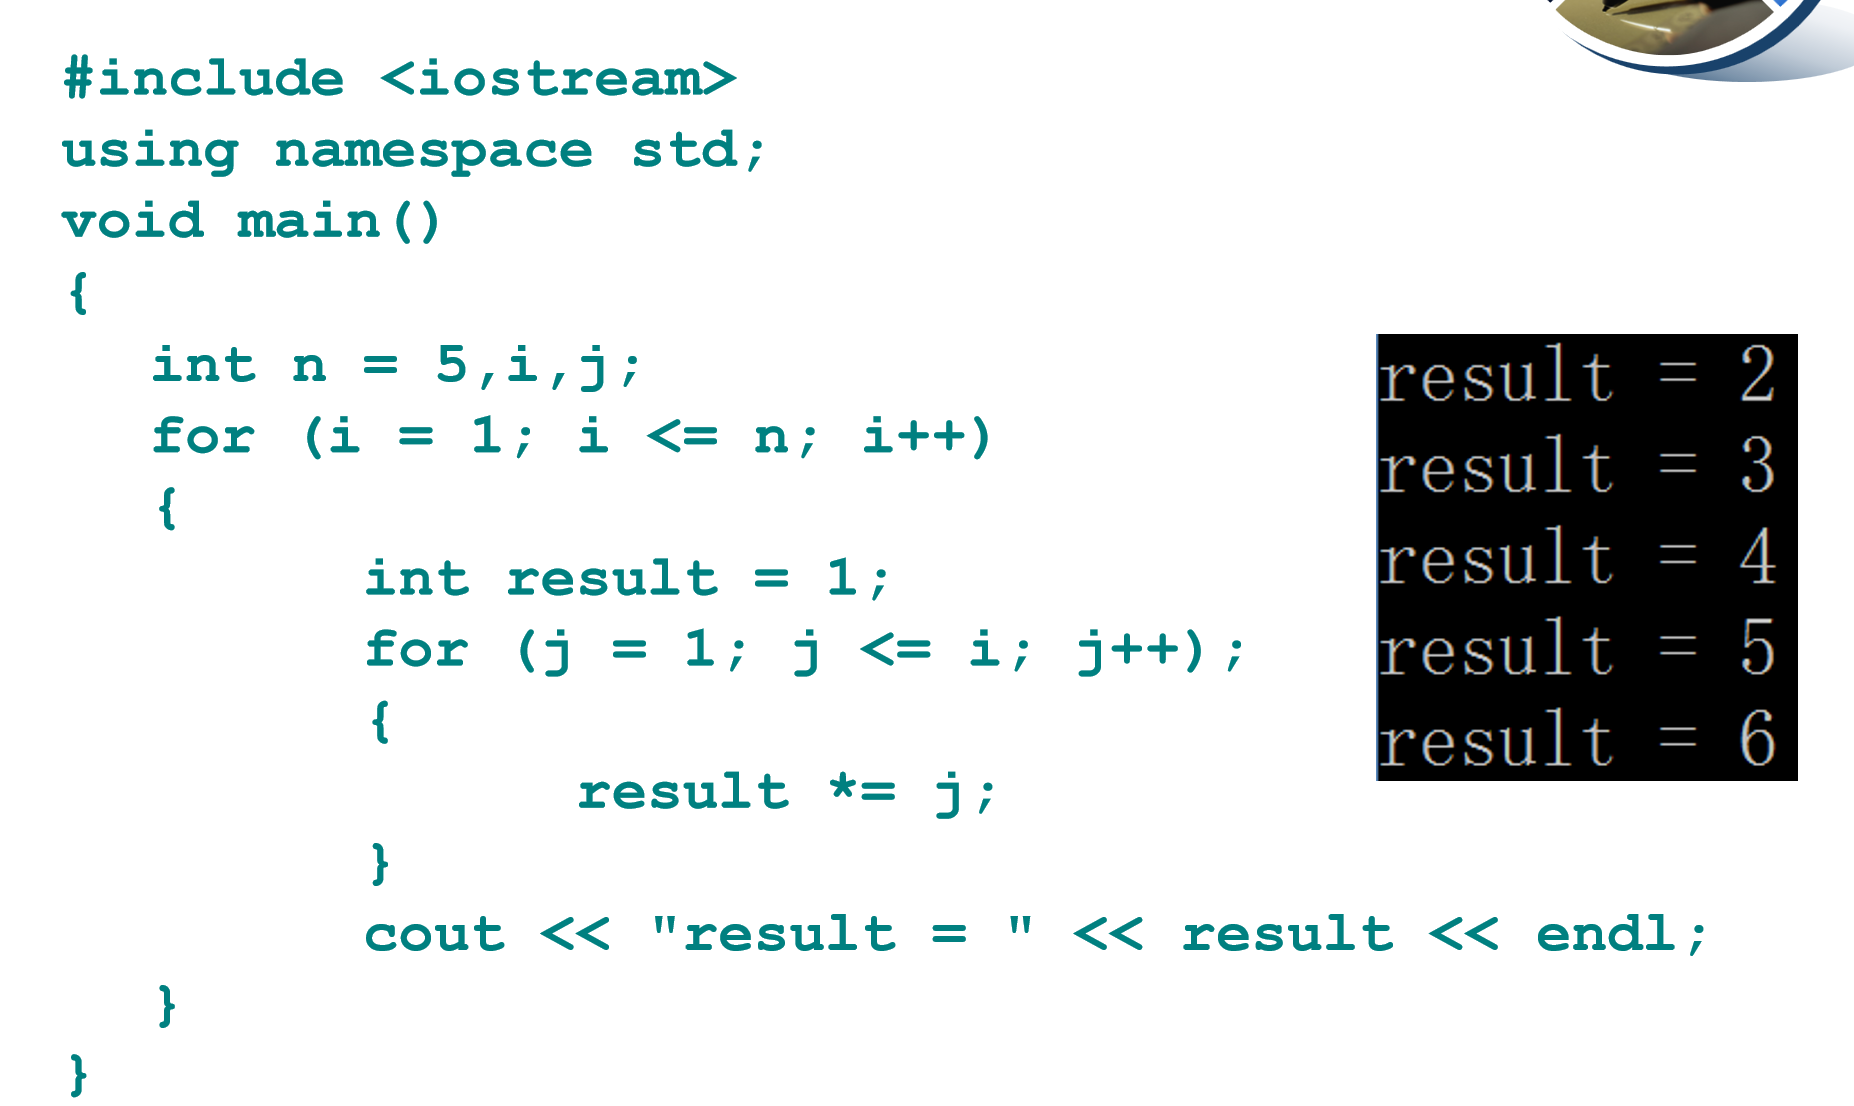 #include <iostream>
using namespace std;
void main()
{
int n = 5,i,j;
for (i = 1; i <= n; i++)
{
int result = 1;
for (j = 1; j <= i; j++);
{
result *= j;
}
cout << "result = " << result << endl;
}
}
result = 2
result = 3
result = 4
result = 5
result = 6